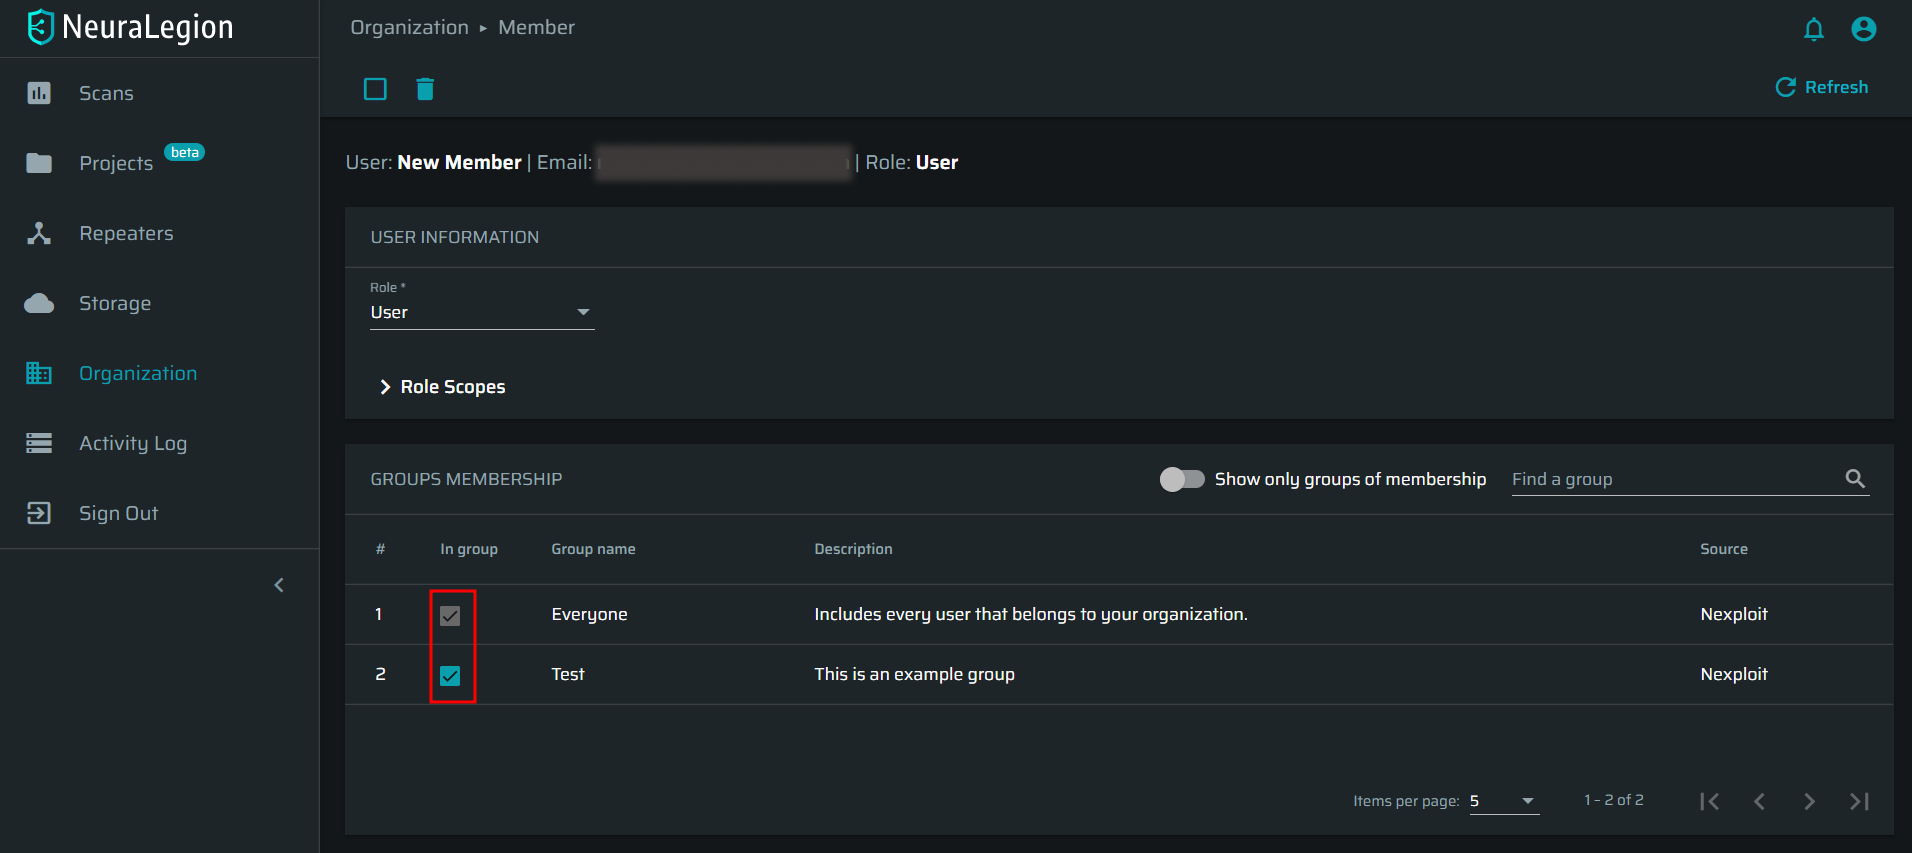 NeuraLegion
Organization ▸ Member
Scans
Refresh
Projects beta
User: New Member | Email: | Role: User
Repeaters
USER INFORMATION
Role *
User
Storage
Organization
Role Scopes
Activity Log
GROUPS MEMBERSHIP Show only groups of membership Find a group
Sign Out
# In group Group name Description Source
1 Everyone Includes every user that belongs to your organization. Nexploit
2 Test This is an example group Nexploit
Items per page: 5 1 – 2 of 2